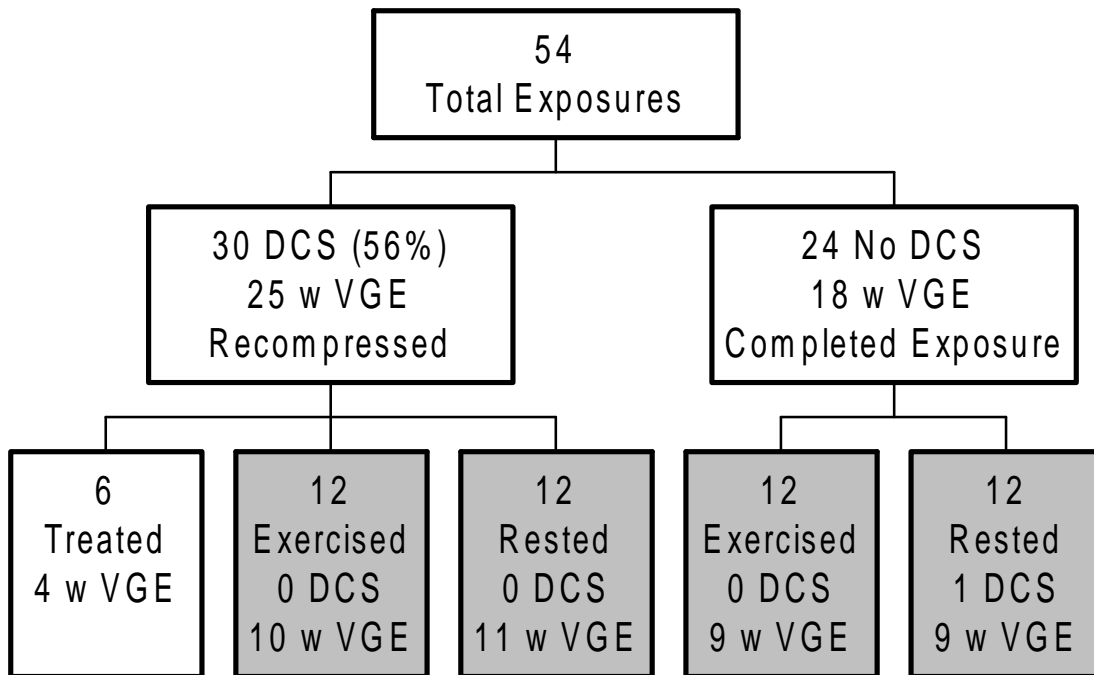 54
Total Exposures
30 DCS (56%)
25 w VGE
Recompressed
24 No DCS
18 w VGE
Completed Exposure
6
Treated
4 w VGE
12
Exercised
0 DCS
10 w VGE
12
Rested
0 DCS
11 w VGE
12
Exercised
0 DCS
9 w VGE
12
Rested
1 DCS
9 w VGE